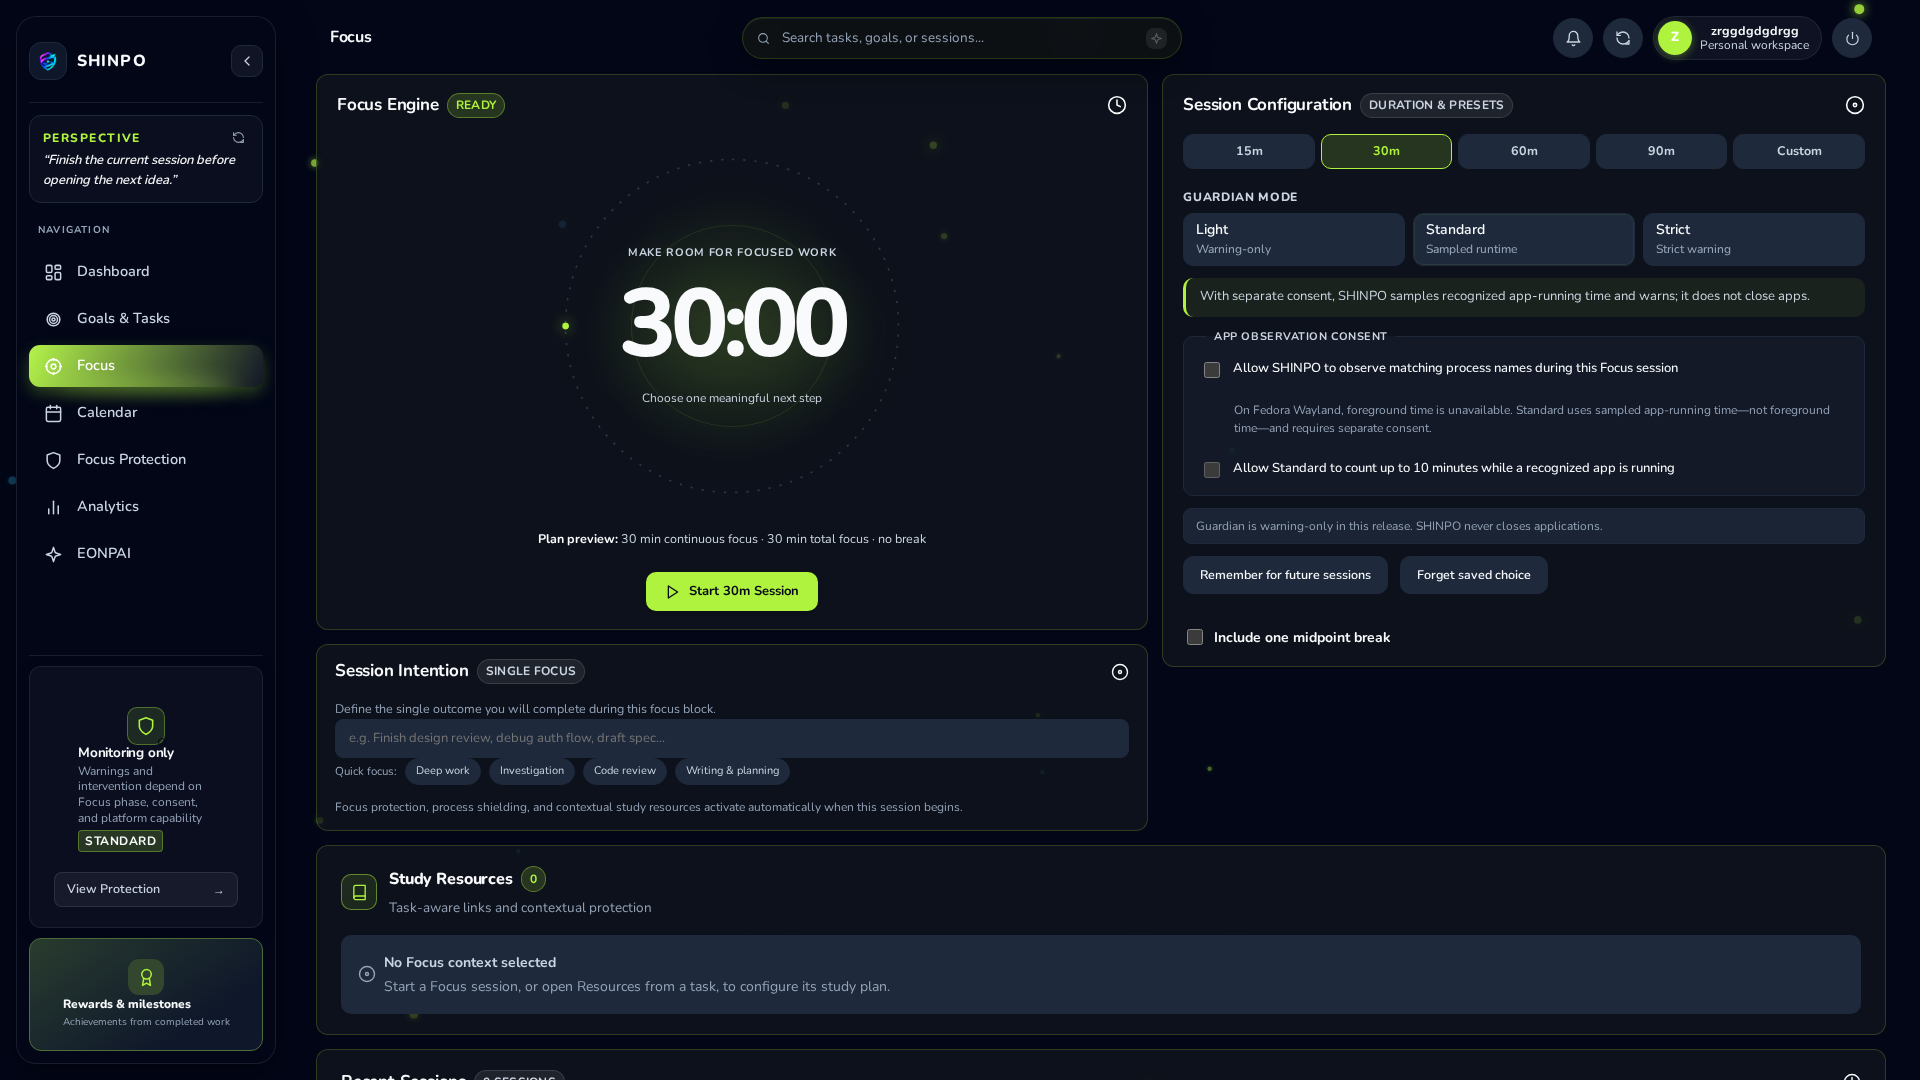 SHINPO
PERSPECTIVE
“Finish the current session before
opening the next idea.”
NAVIGATION
Dashboard
Goals & Tasks
Focus
Calendar
Focus Protection
Analytics
EONPAI
Monitoring only
Warnings and
intervention depend on
Focus phase, consent,
and platform capability
STANDARD
View Protection →
Rewards & milestones
Achievements from completed work
Focus
Search tasks, goals, or sessions...
Z
zrggdgdgdrgg
Personal workspace
Focus Engine READY
MAKE ROOM FOR FOCUSED WORK
30:00
Choose one meaningful next step
Plan preview: 30 min continuous focus · 30 min total focus · no break
Start 30m Session
Session Configuration DURATION & PRESETS
15m 30m 60m 90m Custom
GUARDIAN MODE
Light Standard Strict
Warning-only Sampled runtime Strict warning
With separate consent, SHINPO samples recognized app-running time and warns; it does not close apps.
APP OBSERVATION CONSENT
Allow SHINPO to observe matching process names during this Focus session
On Fedora Wayland, foreground time is unavailable. Standard uses sampled app-running time—not foreground
time—and requires separate consent.
Allow Standard to count up to 10 minutes while a recognized app is running
Guardian is warning-only in this release. SHINPO never closes applications.
Remember for future sessions Forget saved choice
Include one midpoint break
Session Intention SINGLE FOCUS
Define the single outcome you will complete during this focus block.
e.g. Finish design review, debug auth flow, draft spec...
Quick focus: Deep work Investigation Code review Writing & planning
Focus protection, process shielding, and contextual study resources activate automatically when this session begins.
Study Resources 0
Task-aware links and contextual protection
No Focus context selected
Start a Focus session, or open Resources from a task, to configure its study plan.
Recent Sessions 0 SESSIONS